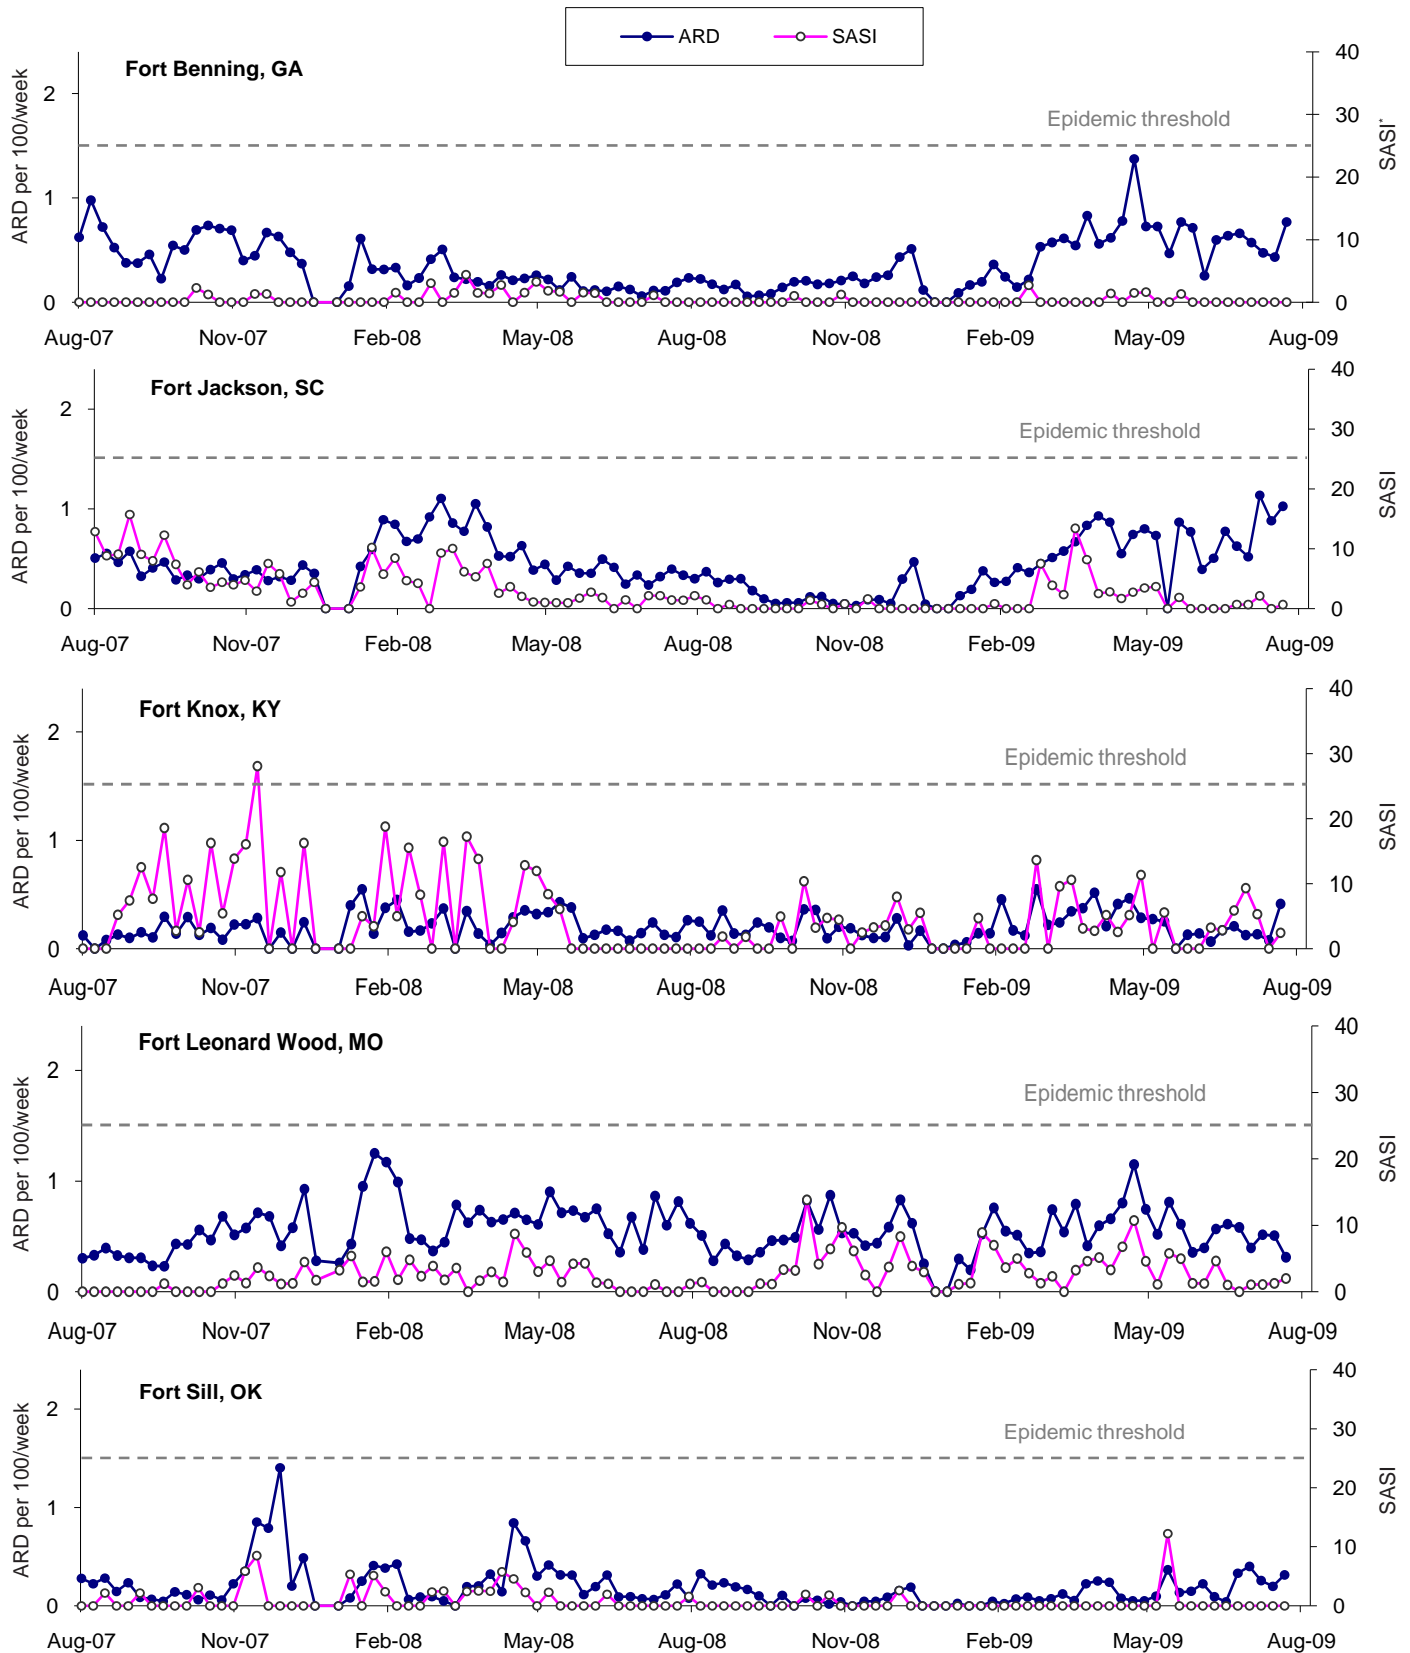 ARD SASI
Fort Benning, GA
ARD per 100/week
2
1
0
Epidemic threshold
40
30
20
10
0
SASI*
Aug-07 Nov-07 Feb-08 May-08 Aug-08 Nov-08 Feb-09 May-09 Aug-09
Fort Jackson, SC
ARD per 100/week
2
1
0
Epidemic threshold
40
30
20
10
0
SASI
Aug-07 Nov-07 Feb-08 May-08 Aug-08 Nov-08 Feb-09 May-09 Aug-09
Fort Knox, KY
ARD per 100/week
2
1
0
Epidemic threshold
40
30
20
10
0
SASI
Aug-07 Nov-07 Feb-08 May-08 Aug-08 Nov-08 Feb-09 May-09 Aug-09
Fort Leonard Wood, MO
ARD per 100/week
2
1
0
Epidemic threshold
40
30
20
10
0
SASI
Aug-07 Nov-07 Feb-08 May-08 Aug-08 Nov-08 Feb-09 May-09 Aug-09
Fort Sill, OK
ARD per 100/week
2
1
0
Epidemic threshold
40
30
20
10
0
SASI
Aug-07 Nov-07 Feb-08 May-08 Aug-08 Nov-08 Feb-09 May-09 Aug-09